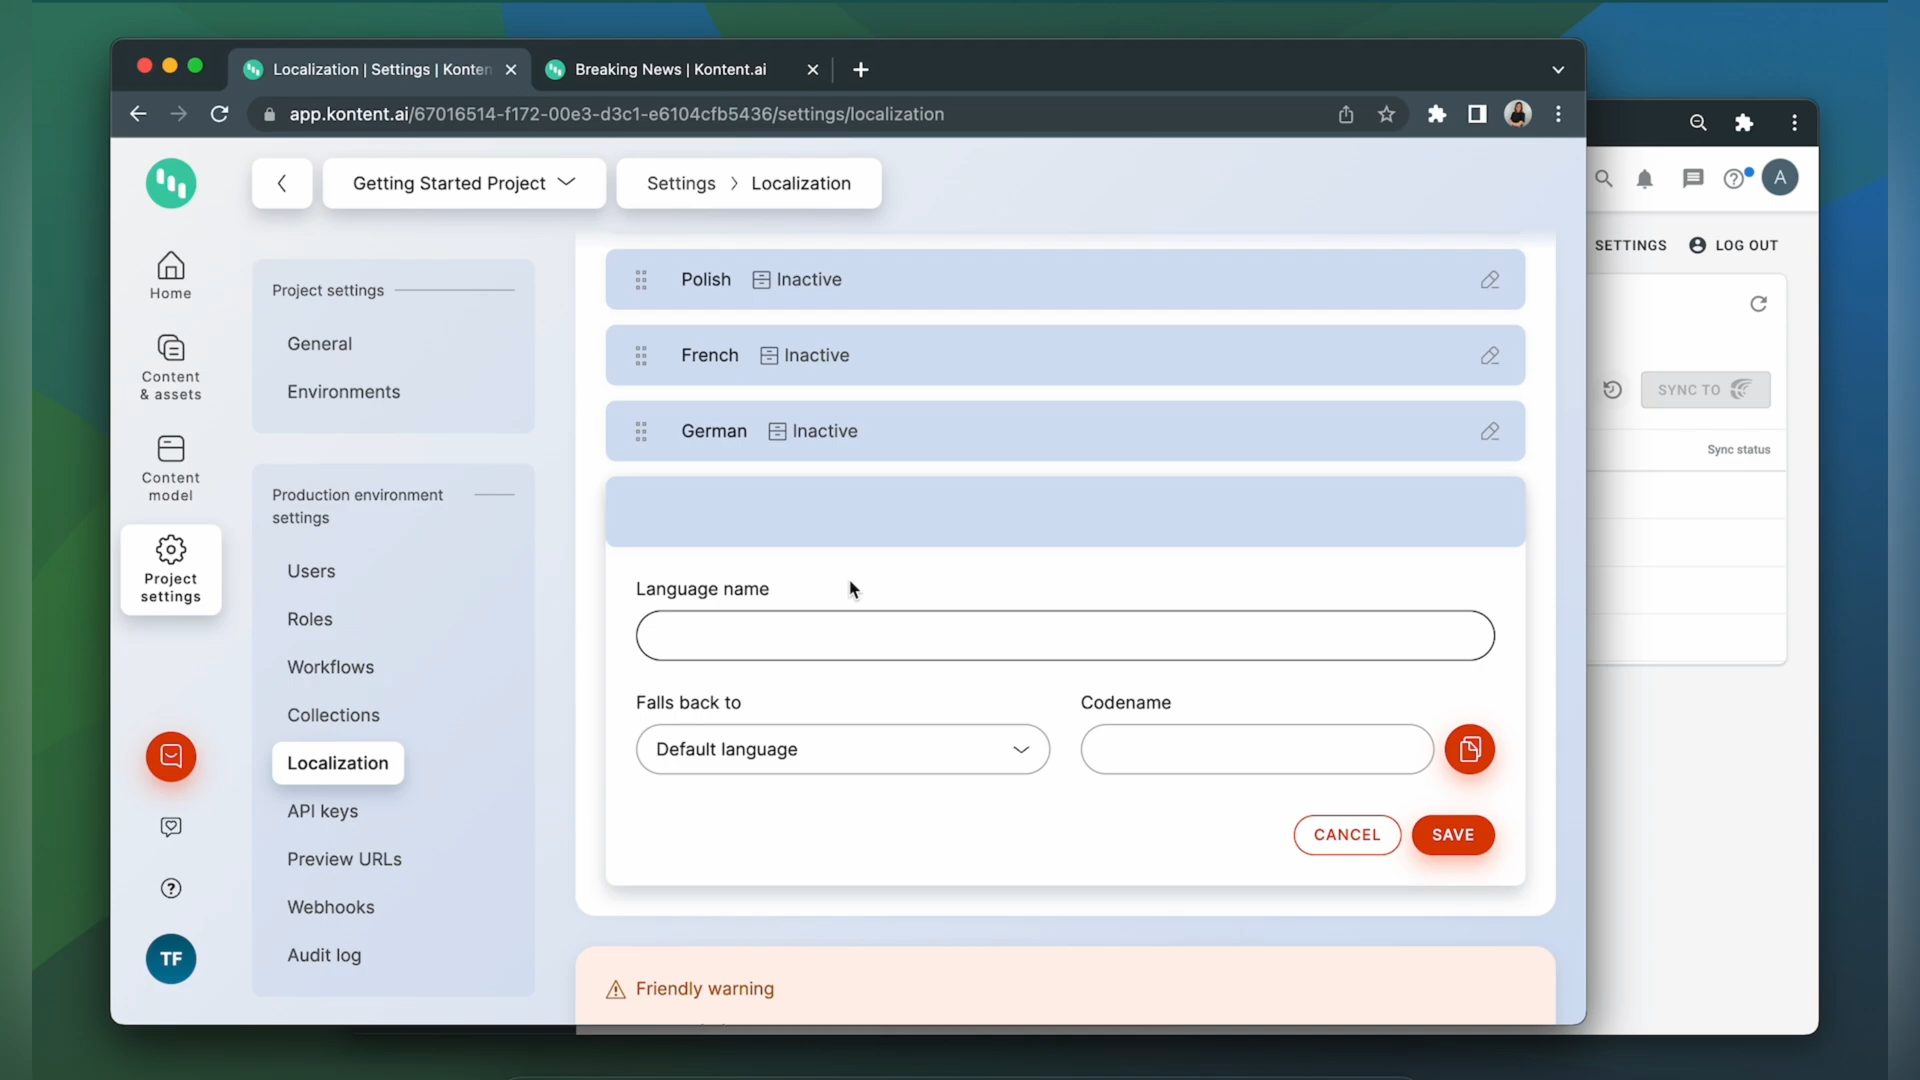 Localization | Settings | Konten
Breaking News | Kontent.ai
app.kontent.ai/67016514-f172-00e3-d3c1-e6104cfb5436/settings/localization
Getting Started Project
Settings > Localization
A
SETTINGS
LOG OUT
Home
Content & assets
Content model
Project settings
TF
Project settings
General
Environments
Production environment settings
Users
Roles
Workflows
Collections
Localization
API keys
Preview URLs
Webhooks
Audit log
Polish Inactive
French Inactive
German Inactive
Language name
Falls back to
Codename
Default language
CANCEL
SAVE
Friendly warning
SYNC TO
Sync status